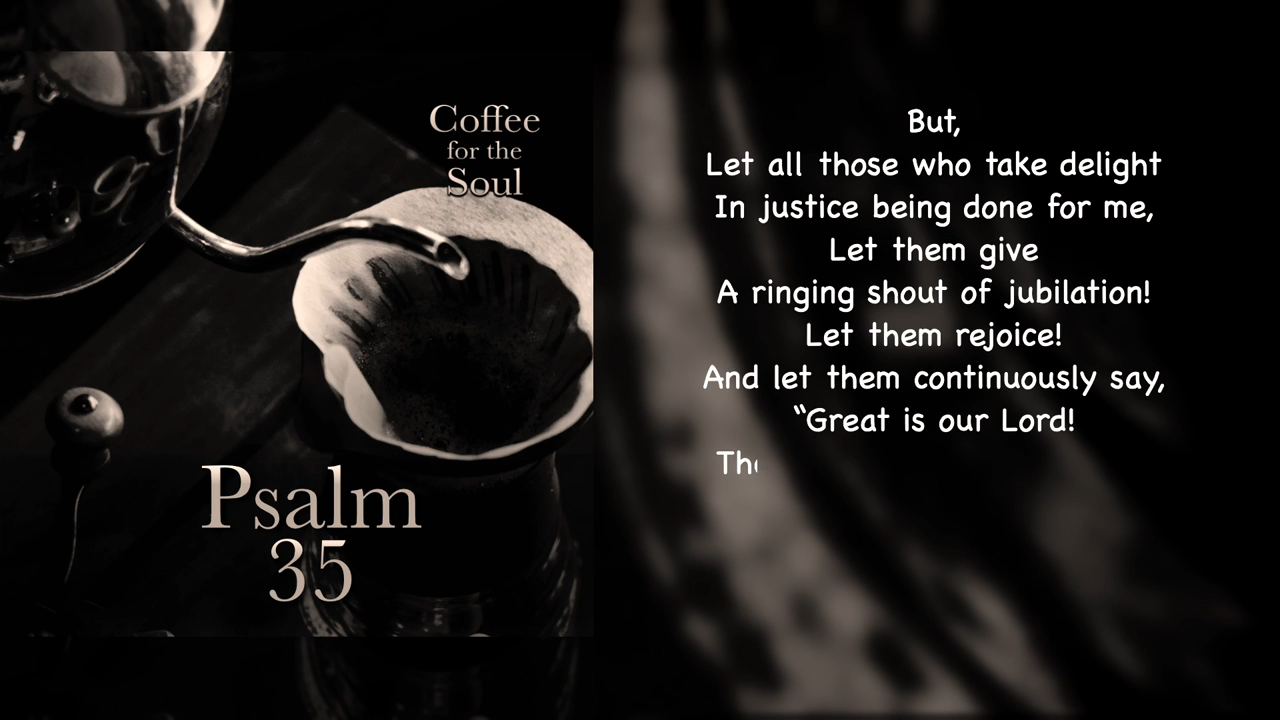 Coffee
for the
Soul
Psalm
35
But,
Let all those who take delight
In justice being done for me,
Let them give
A ringing shout of jubilation!
Let them rejoice!
And let them continuously say,
“Great is our Lord!